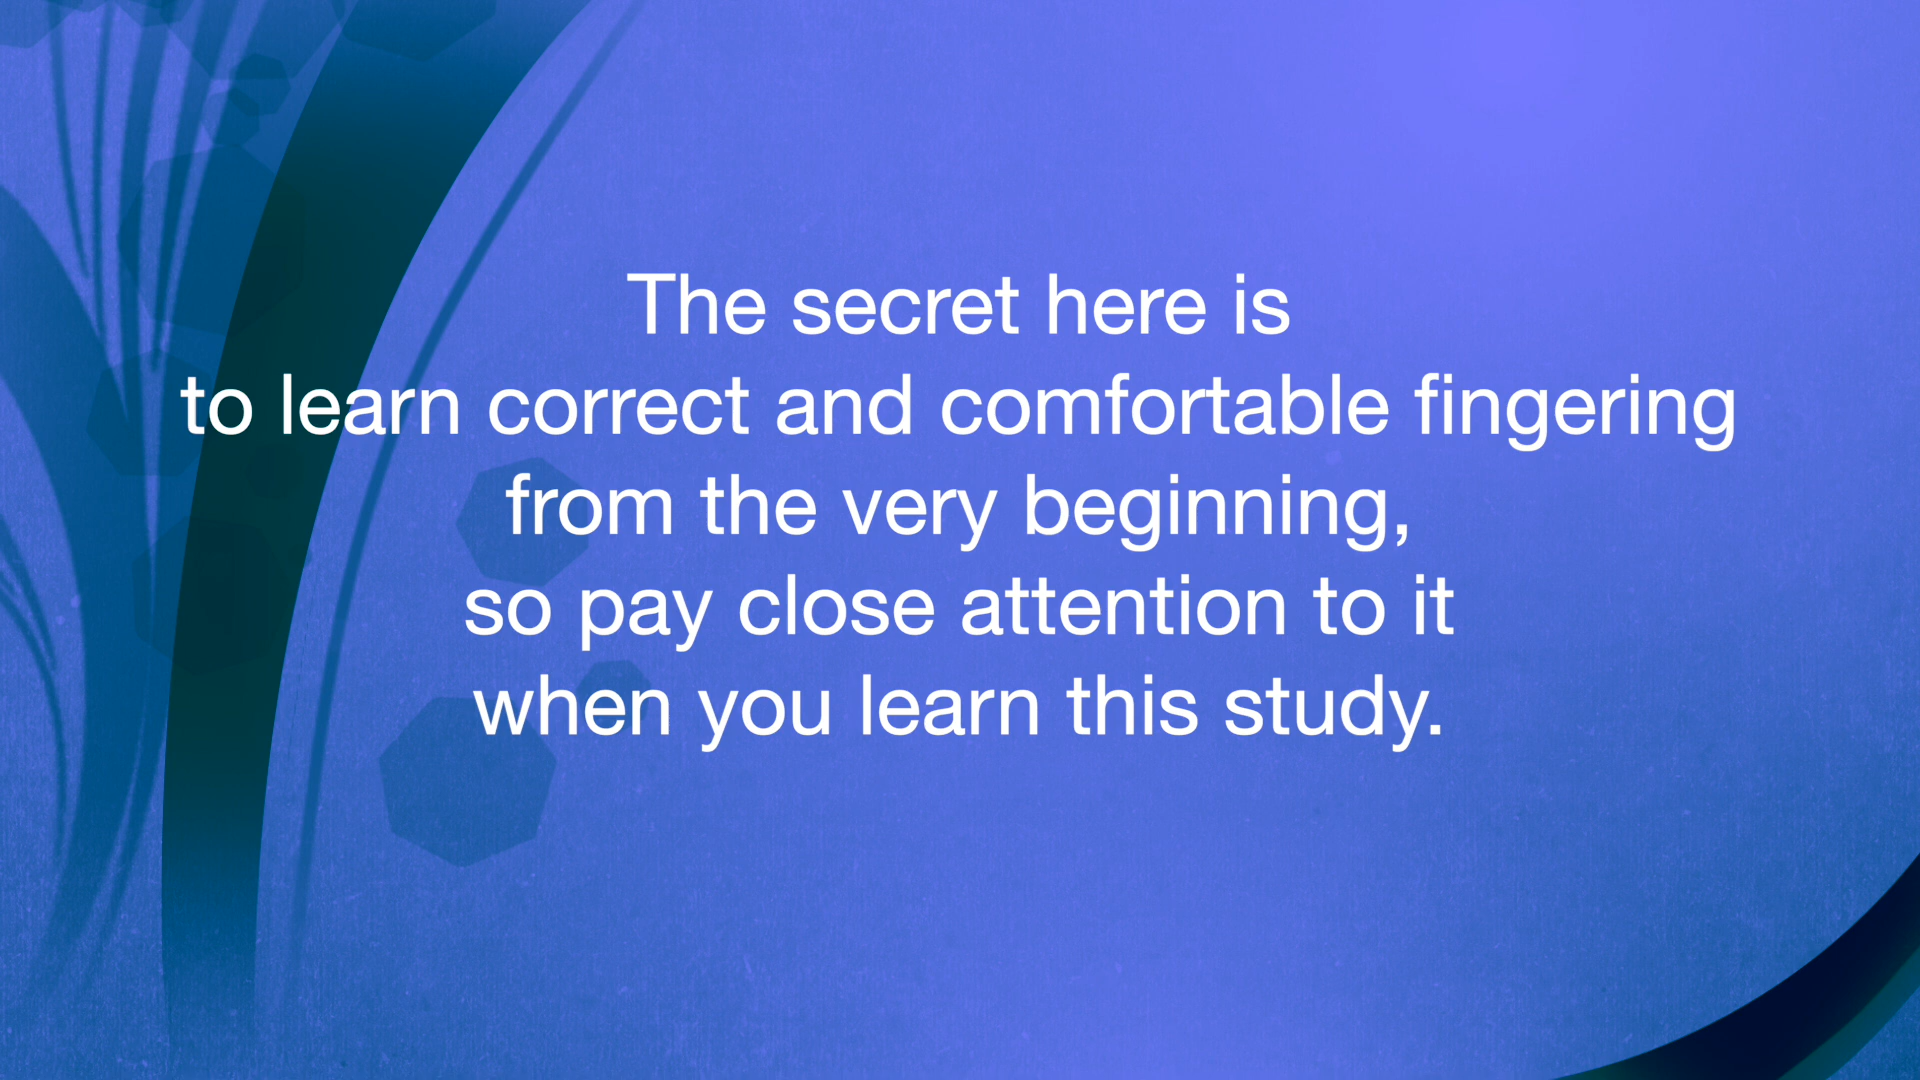 The secret here is
to learn correct and comfortable fingering
from the very beginning,
so pay close attention to it
when you learn this study.